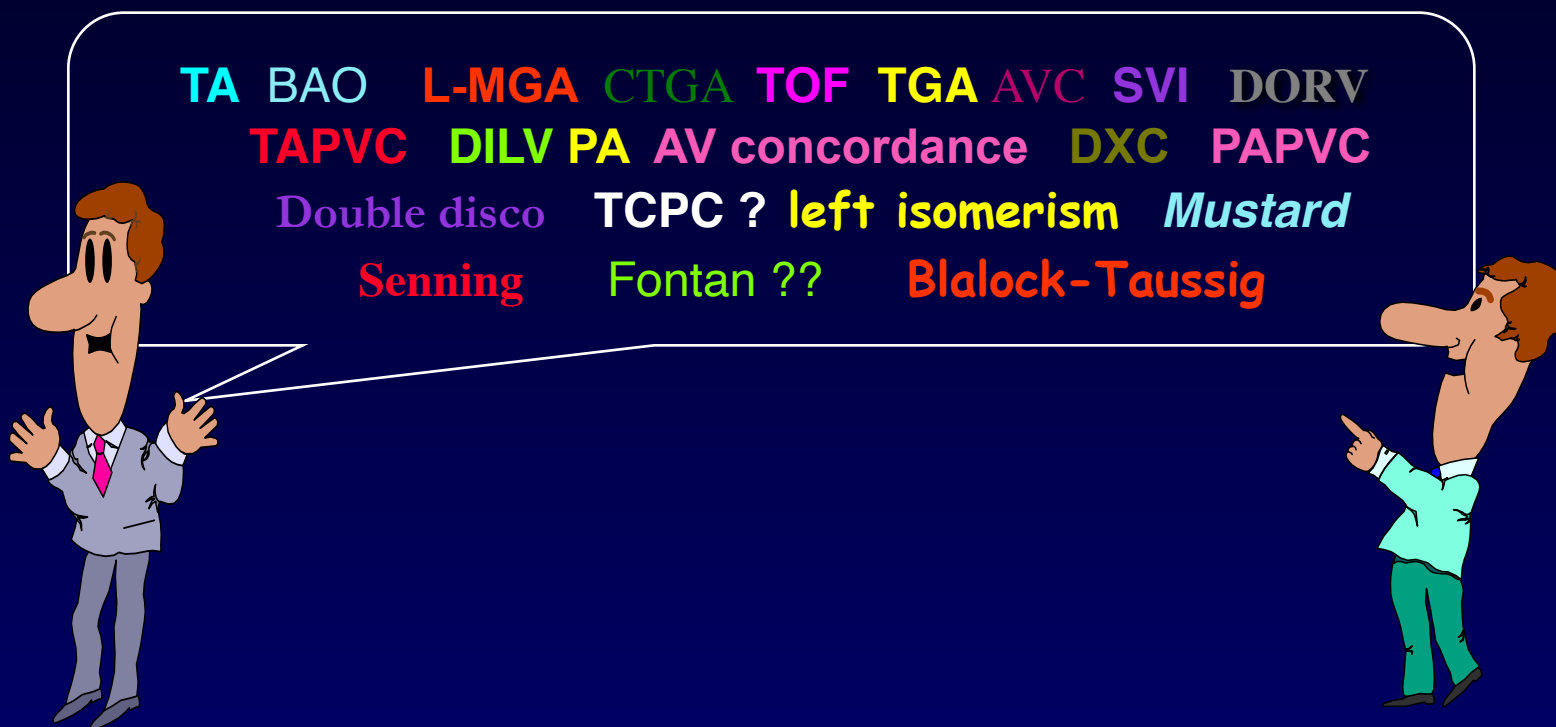 TA BAO L-MGA CTGA TOF TGA AVC SVI DORV
TAPVC DILV PA AV concordance DXC PAPVC
Double disco TCPC ? left isomerism Mustard
Senning Fontan ?? Blalock-Taussig